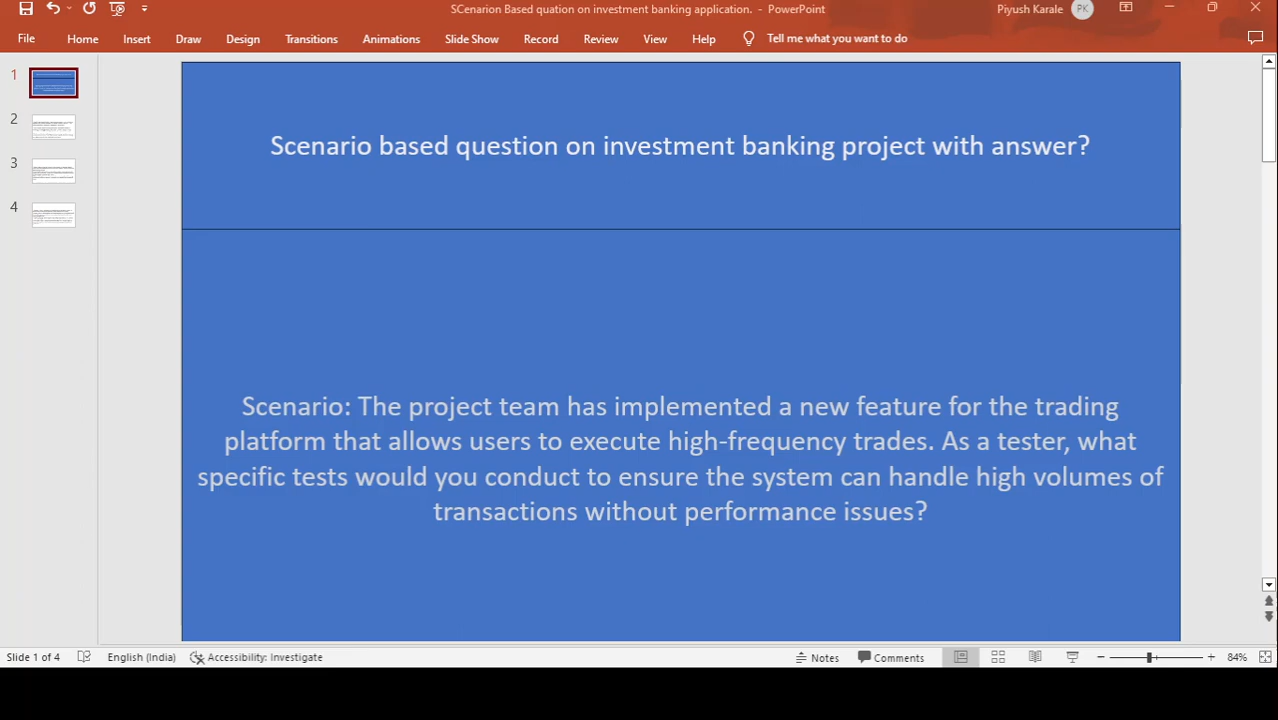 SCenarion Based quation on investment banking application. - PowerPoint
Piyush Karale
PK
File Home Insert Draw Design Transitions Animations Slide Show Record Review View Help Tell me what you want to do
1
2
3
4
Scenario based question on investment banking project with answer?
Scenario: The project team has implemented a new feature for the trading
platform that allows users to execute high-frequency trades. As a tester, what
specific tests would you conduct to ensure the system can handle high volumes of
transactions without performance issues?
Slide 1 of 4 English (India) Accessibility: Investigate Notes Comments 84%